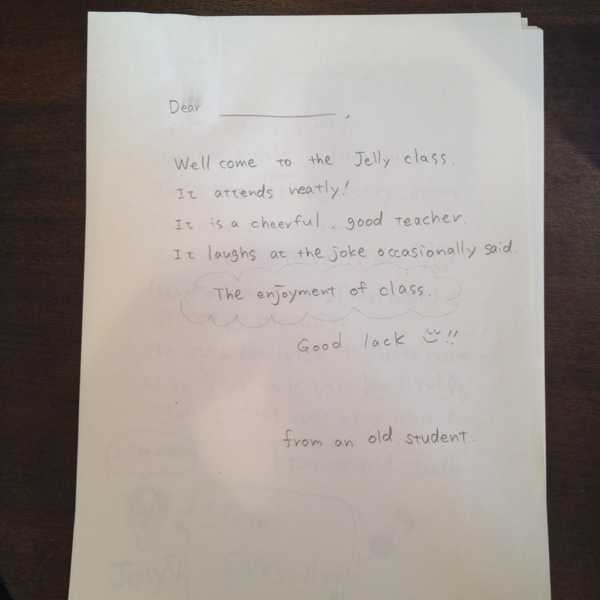 Dear ____________,
Well come to the Jelly class.
It attends neatly!
It is a cheerful, good teacher.
It laughs at the joke occasionally said.
The enjoyment of class.
Good lack !!
from an old student.